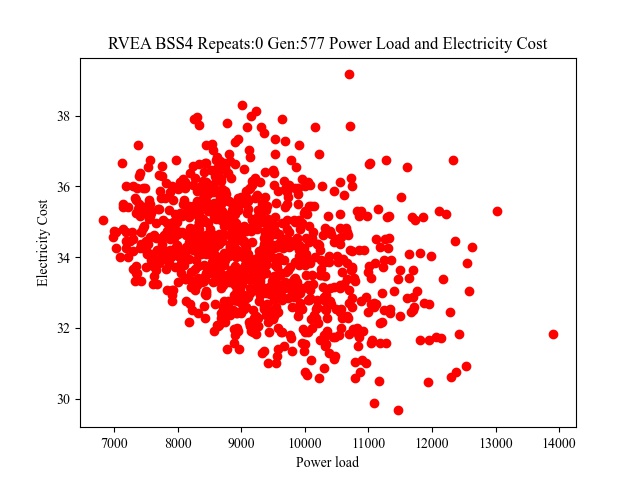 RVEA BSS4 Repeats:0 Gen:577 Power Load and Electricity Cost
38
36
34
32
30
Electricity Cost
7000 8000 9000 10000 11000 12000 13000 14000
Power load